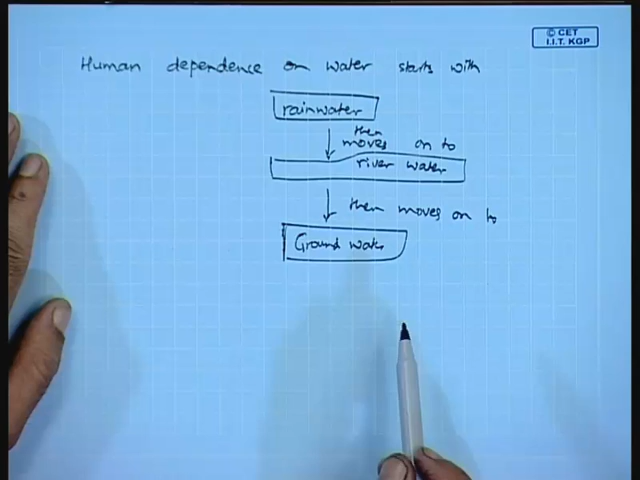 © CET
I.I.T. KGP
Human dependence on water starts with
rainwater
then
moves on to
river water
then moves on to
Ground water